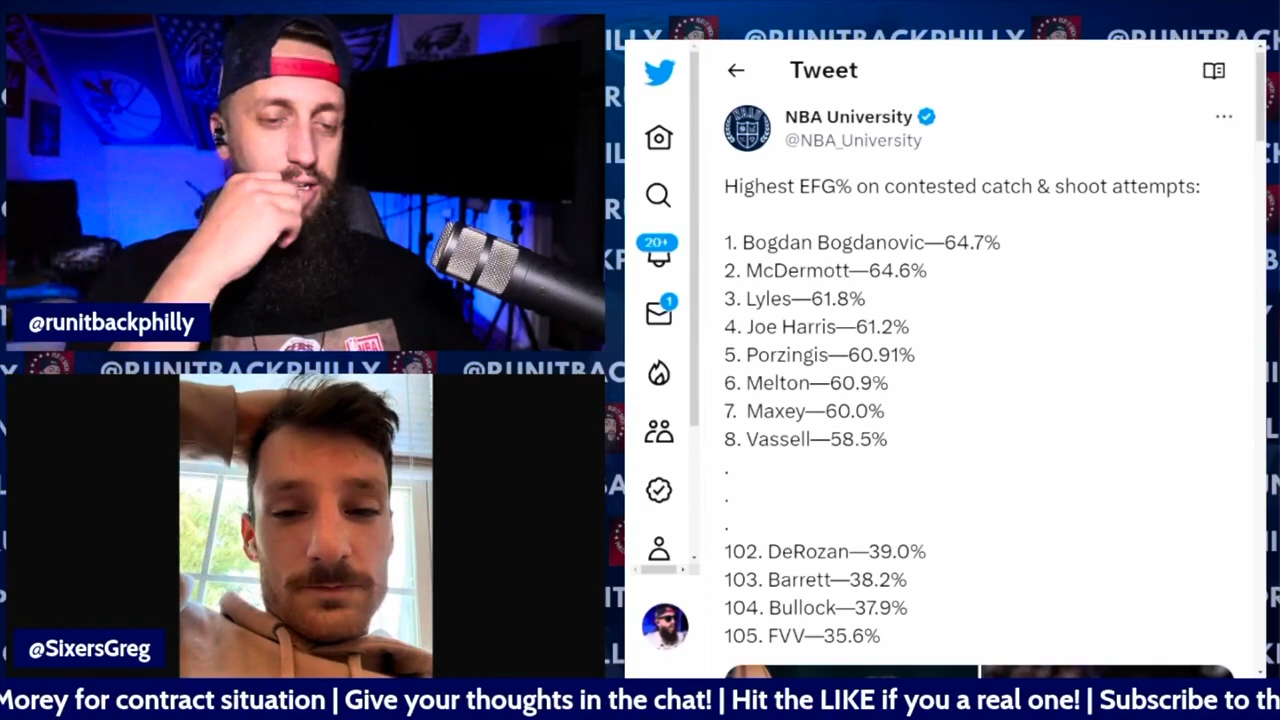 @RUNITBACKPHILLY
@runitbackphilly
@RUNITBACKPHILLY
@SixersGreg
Tweet
NBA University
@NBA_University
20+
1
Highest EFG% on contested catch & shoot attempts:
1. Bogdan Bogdanovic—64.7%
2. McDermott—64.6%
3. Lyles—61.8%
4. Joe Harris—61.2%
5. Porzingis—60.91%
6. Melton—60.9%
7. Maxey—60.0%
8. Vassell—58.5%
.
.
.
102. DeRozan—39.0%
103. Barrett—38.2%
104. Bullock—37.9%
105. FVV—35.6%
Morey for contract situation | Give your thoughts in the chat! | Hit the LIKE if you a real one! | Subscribe to th